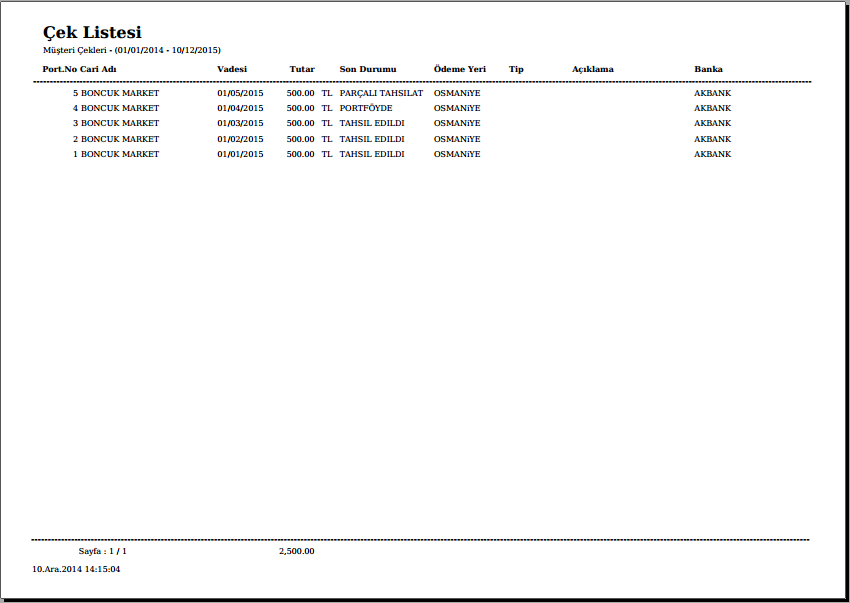 Çek Listesi
Müşteri Çekleri - (01/01/2014 - 10/12/2015)
Port.No Cari Adı Vadesi Tutar Son Durumu Ödeme Yeri Tip Açıklama Banka
5 BONCUK MARKET 01/05/2015 500.00 TL PARÇALI TAHSILAT OSMANiYE AKBANK
4 BONCUK MARKET 01/04/2015 500.00 TL PORTFÖYDE OSMANiYE AKBANK
3 BONCUK MARKET 01/03/2015 500.00 TL TAHSIL EDILDI OSMANiYE AKBANK
2 BONCUK MARKET 01/02/2015 500.00 TL TAHSIL EDILDI OSMANiYE AKBANK
1 BONCUK MARKET 01/01/2015 500.00 TL TAHSIL EDILDI OSMANiYE AKBANK
Sayfa : 1 / 1 2,500.00
10.Ara.2014 14:15:04